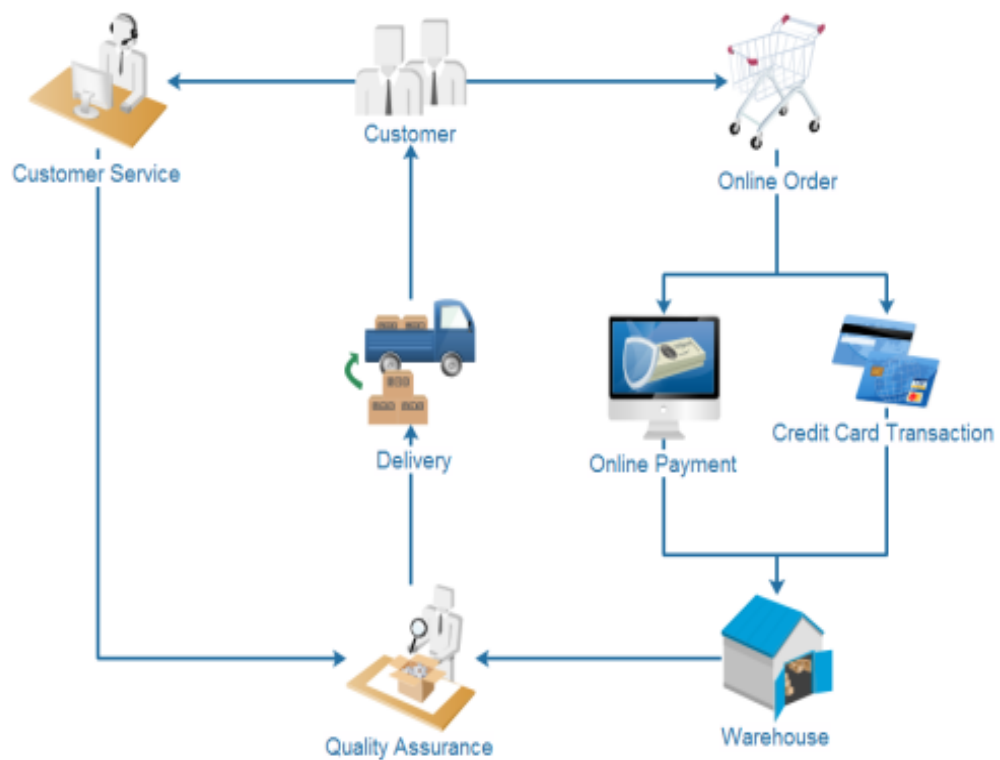 Customer
Customer Service
Online Order
Credit Card Transaction
Delivery
Online Payment
Quality Assurance
Warehouse